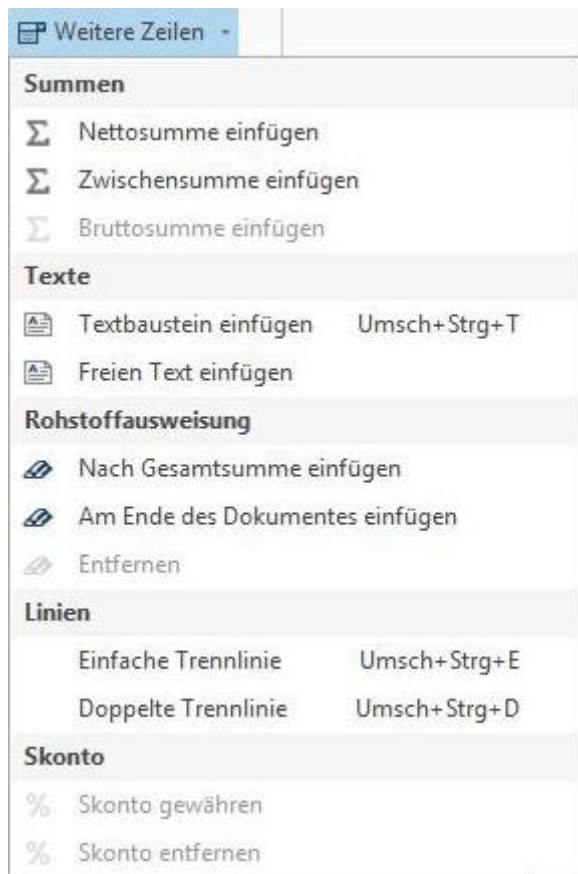 Weitere Zeilen
Summen
Nettosumme einfügen
Zwischensumme einfügen
Bruttosumme einfügen
Texte
Textbaustein einfügen Umsch+Strg+T
Freien Text einfügen
Rohstoffausweisung
Nach Gesamtsumme einfügen
Am Ende des Dokumentes einfügen
Entfernen
Linien
Einfache Trennlinie Umsch+Strg+E
Doppelte Trennlinie Umsch+Strg+D
Skonto
% Skonto gewähren
% Skonto entfernen